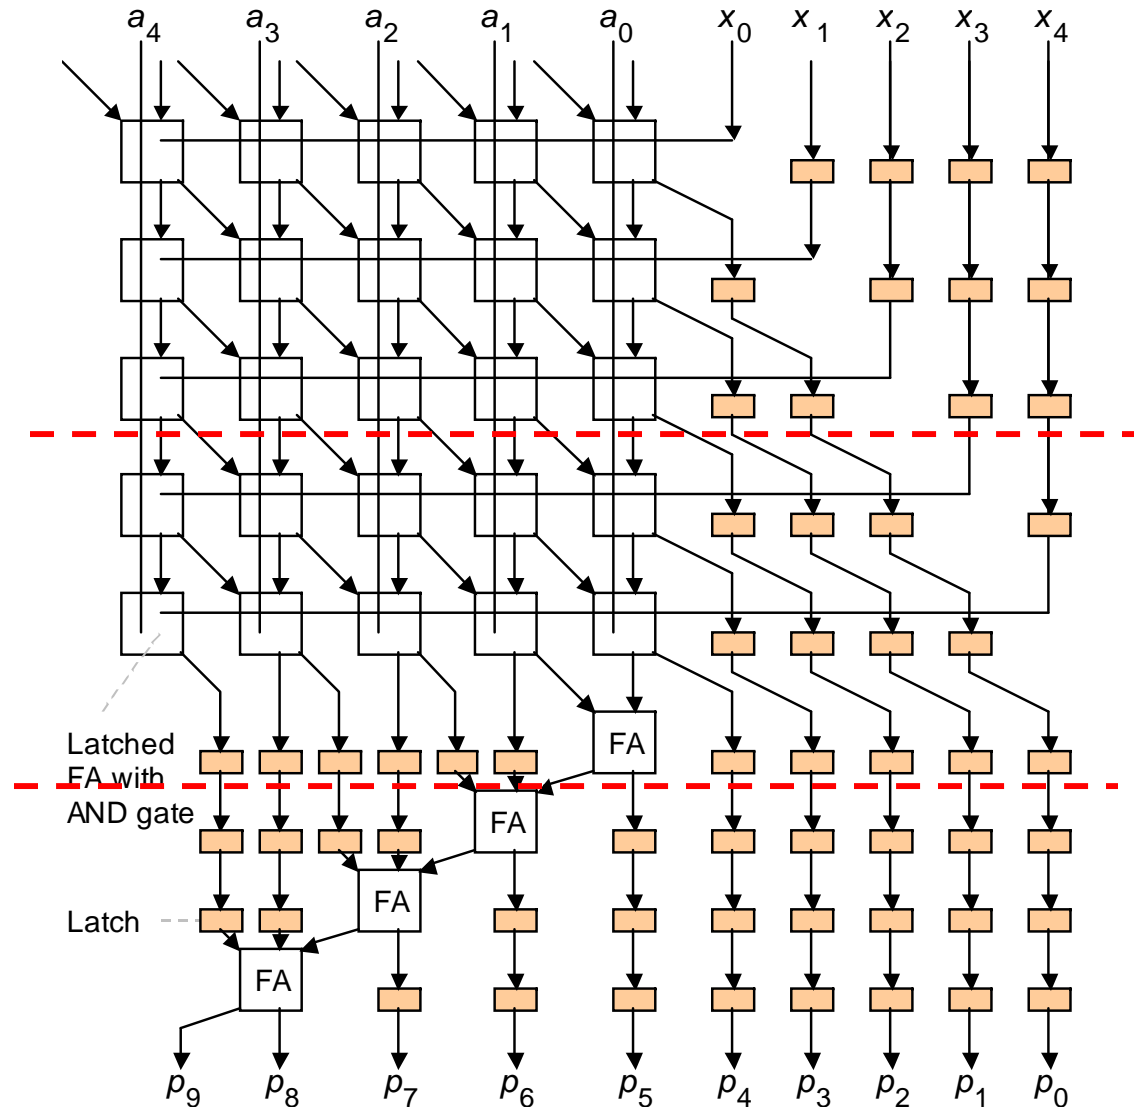 a4 a3 a2 a1 a0 x0 x1 x2 x3 x4
FA
Latched
FA with
AND gate
FA
FA
Latch
FA
p9 p8 p7 p6 p5 p4 p3 p2 p1 p0